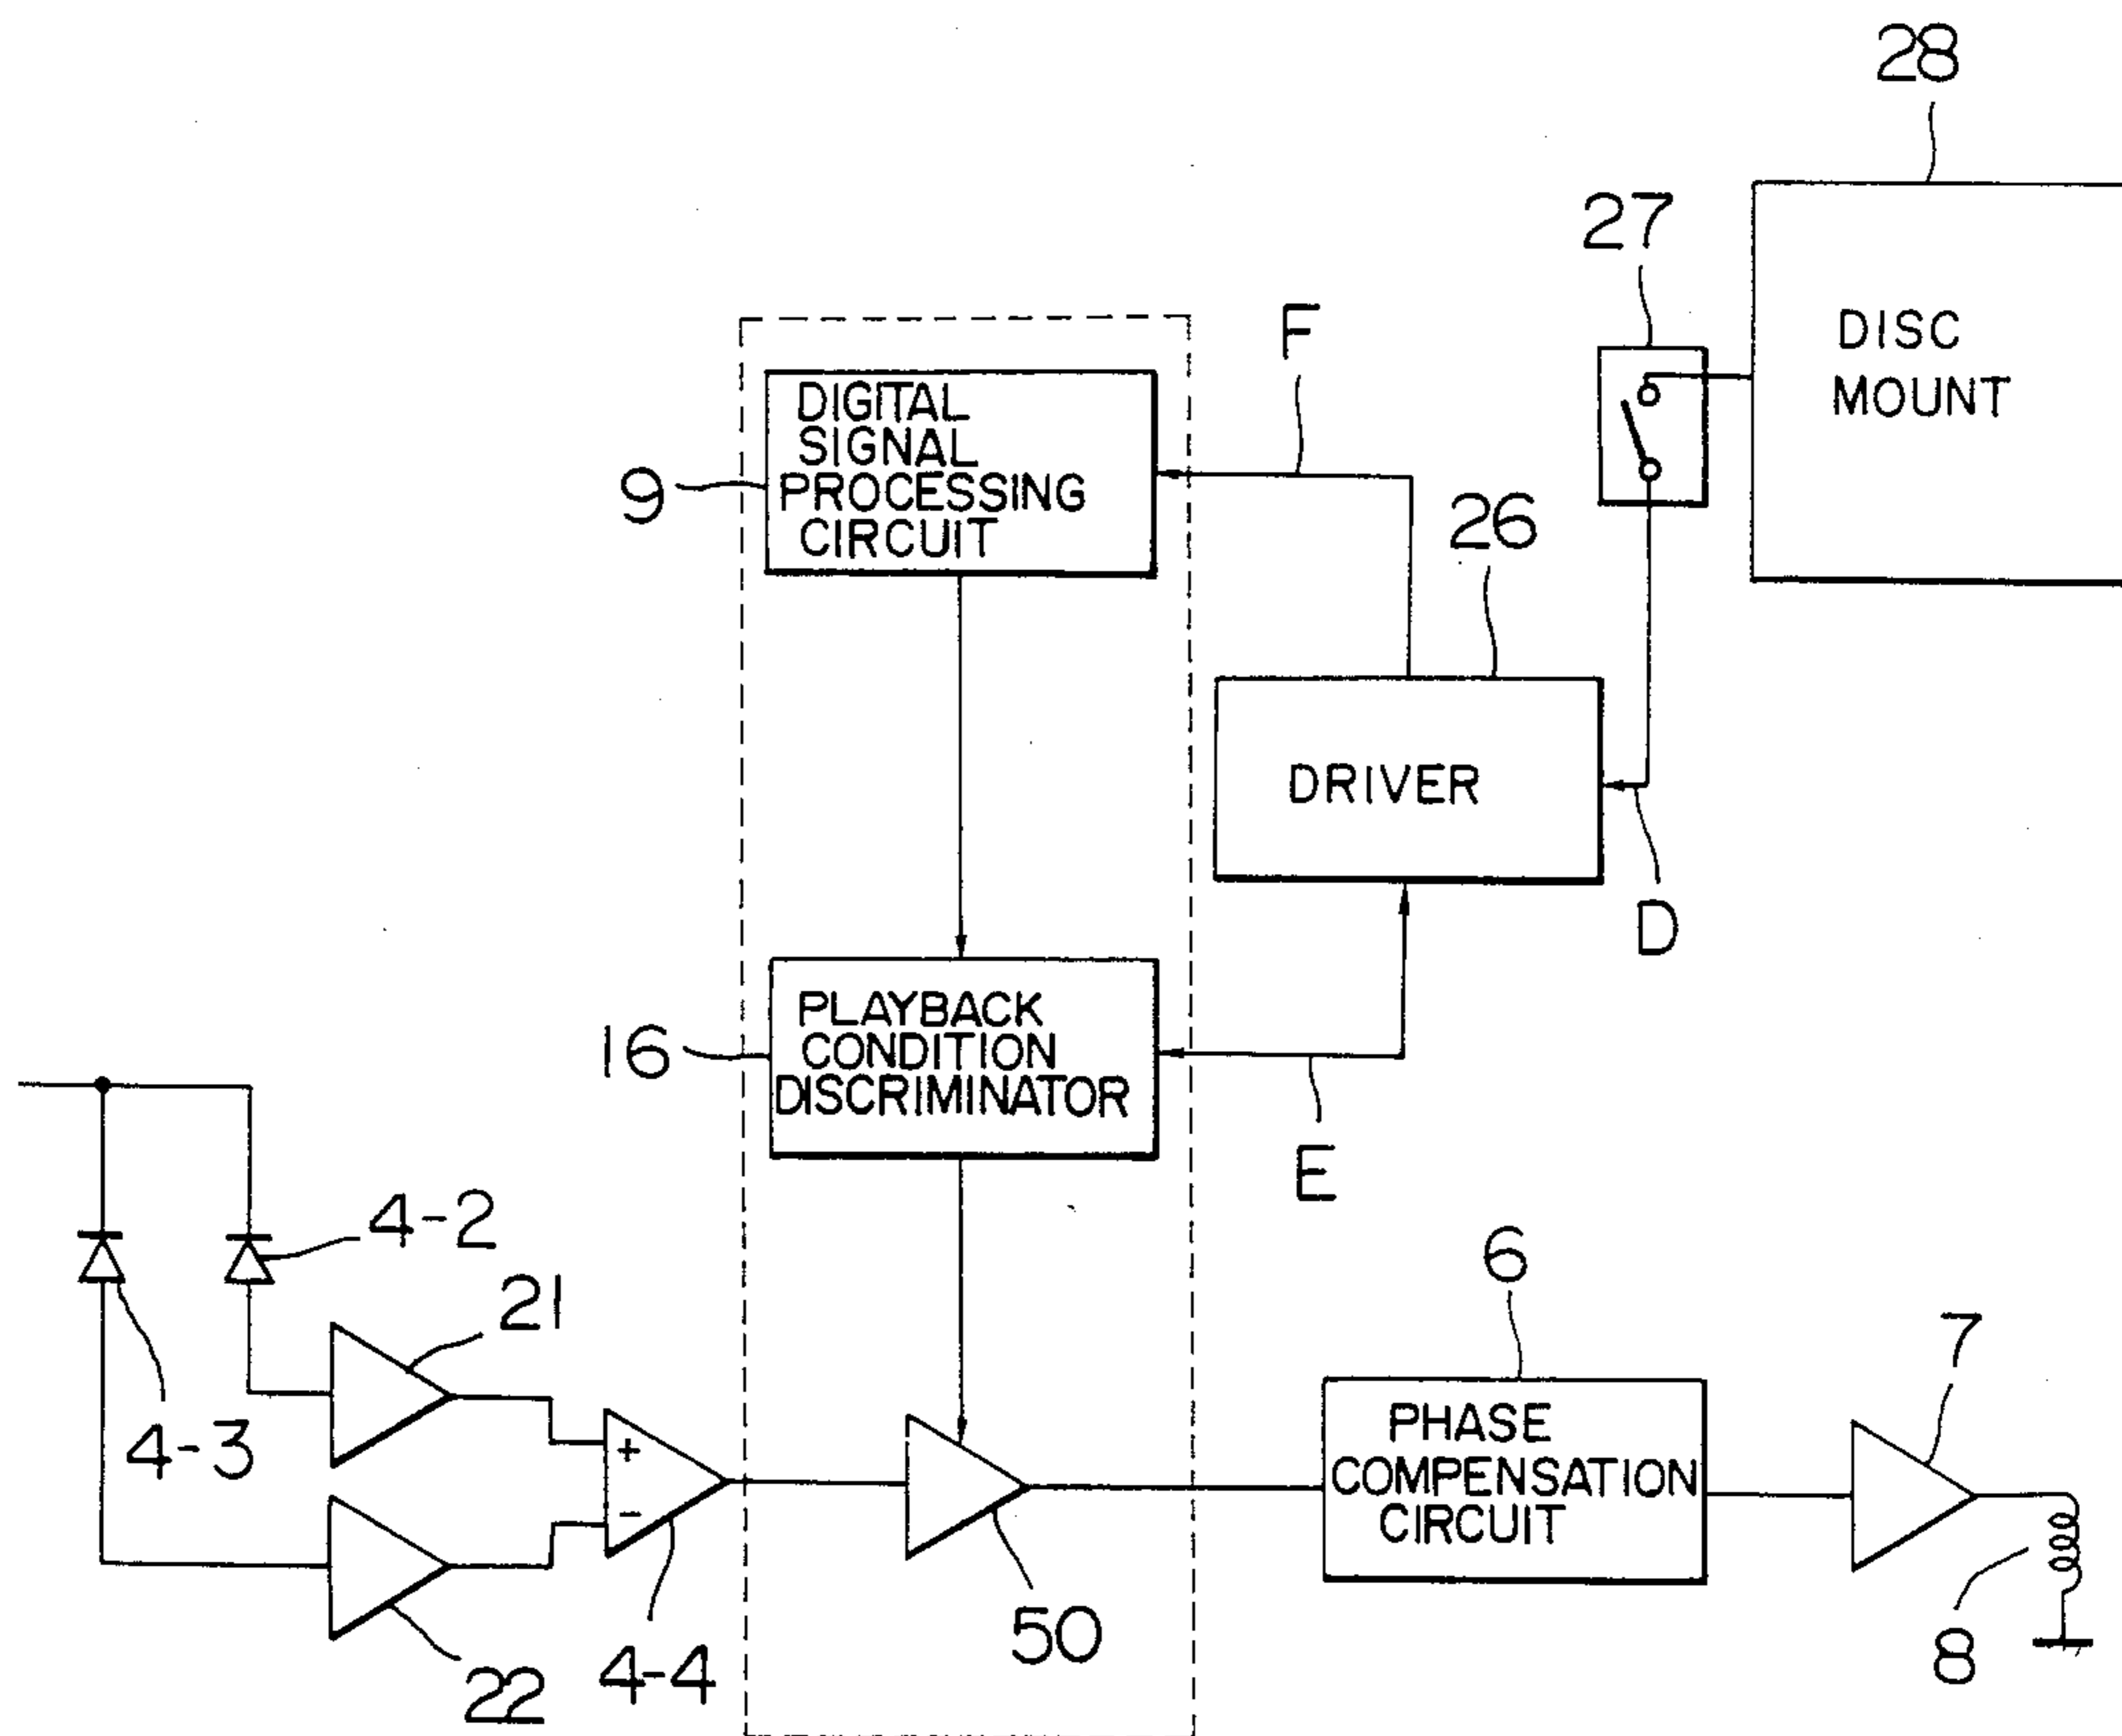 28
27
DISC
MOUNT
F
DIGITAL
SIGNAL
PROCESSING
CIRCUIT
9
26
DRIVER
D
PLAYBACK
CONDITION
DISCRIMINATOR
16
E
4-2
6
21
7
4-3
+
-
PHASE
COMPENSATION
CIRCUIT
50
4-4
22
8